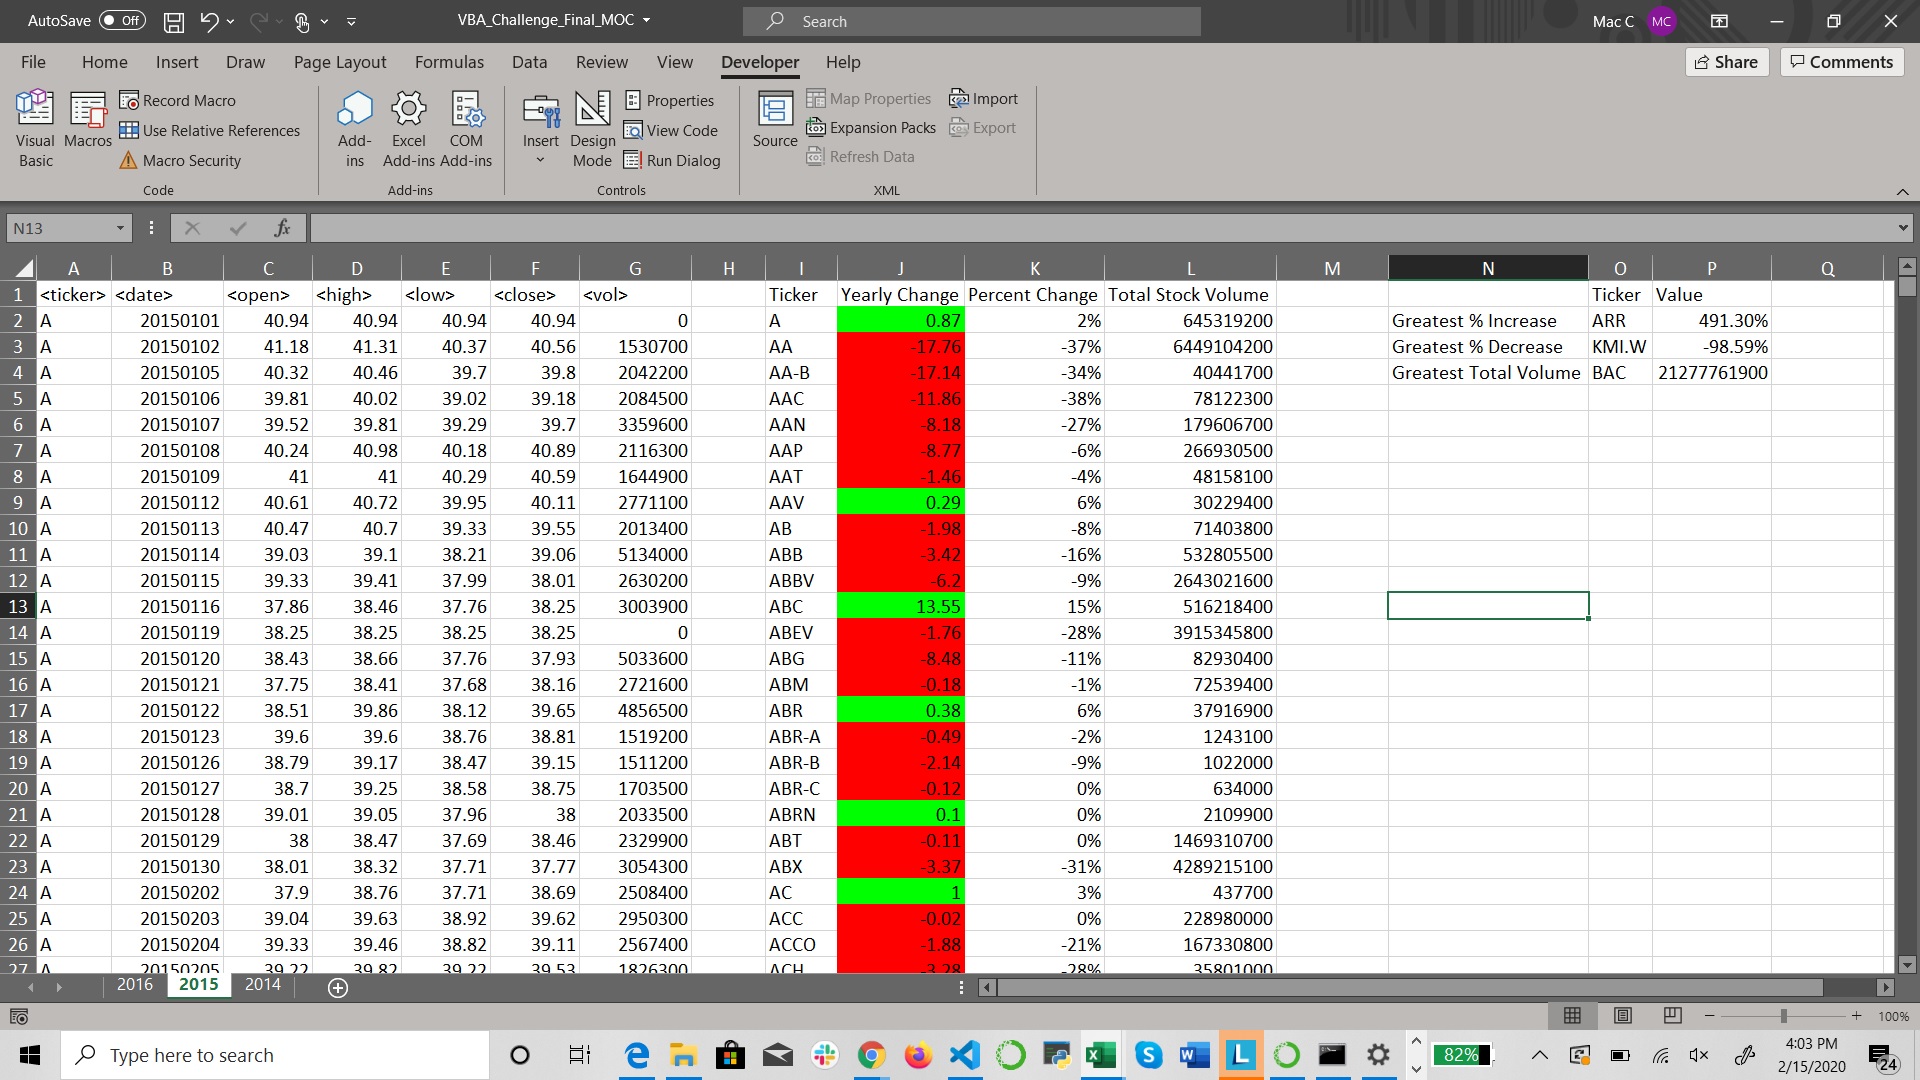 AutoSave Off VBA_Challenge_Final_MOC Search Mac C MC
File Home Insert Draw Page Layout Formulas Data Review View Developer Help Share Comments
Visual Basic Macros Record Macro Use Relative References Macro Security Code
Add-ins Excel Add-ins COM Add-ins Add-ins
Insert Design Mode Properties View Code Run Dialog Controls
Source Map Properties Expansion Packs Refresh Data Import Export XML
N13 fx
A B C D E F G H I J K L M N O P Q
1 <ticker> <date> <open> <high> <low> <close> <vol> Ticker Yearly Change Percent Change Total Stock Volume Ticker Value
2 A 20150101 40.94 40.94 40.94 40.94 0 A 0.87 2% 645319200 Greatest % Increase ARR 491.30%
3 A 20150102 41.18 41.31 40.37 40.56 1530700 AA -17.76 -37% 6449104200 Greatest % Decrease KMI.W -98.59%
4 A 20150105 40.32 40.46 39.7 39.8 2042200 AA-B -17.14 -34% 40441700 Greatest Total Volume BAC 21277761900
5 A 20150106 39.81 40.02 39.02 39.18 2084500 AAC -11.86 -38% 78122300
6 A 20150107 39.52 39.81 39.29 39.7 3359600 AAN -8.18 -27% 179606700
7 A 20150108 40.24 40.98 40.18 40.89 2116300 AAP -8.77 -6% 266930500
8 A 20150109 41 41 40.29 40.59 1644900 AAT -1.46 -4% 48158100
9 A 20150112 40.61 40.72 39.95 40.11 2771100 AAV 0.29 6% 30229400
10 A 20150113 40.47 40.7 39.33 39.55 2013400 AB -1.98 -8% 71403800
11 A 20150114 39.03 39.1 38.21 39.06 5134000 ABB -3.42 -16% 532805500
12 A 20150115 39.33 39.41 37.99 38.01 2630200 ABBV -6.2 -9% 2643021600
13 A 20150116 37.86 38.46 37.76 38.25 3003900 ABC 13.55 15% 516218400
14 A 20150119 38.25 38.25 38.25 38.25 0 ABEV -1.76 -28% 3915345800
15 A 20150120 38.43 38.66 37.76 37.93 5033600 ABG -8.48 -11% 82930400
16 A 20150121 37.75 38.41 37.68 38.16 2721600 ABM -0.18 -1% 72539400
17 A 20150122 38.51 39.86 38.12 39.65 4856500 ABR 0.38 6% 37916900
18 A 20150123 39.6 39.6 38.76 38.81 1519200 ABR-A -0.49 -2% 1243100
19 A 20150126 38.79 39.17 38.47 39.15 1511200 ABR-B -2.14 -9% 1022000
20 A 20150127 38.7 39.25 38.58 38.75 1703500 ABR-C -0.12 0% 634000
21 A 20150128 39.01 39.05 37.96 38 2033500 ABRN 0.1 0% 2109900
22 A 20150129 38 38.47 37.69 38.46 2329900 ABT -0.11 0% 1469310700
23 A 20150130 38.01 38.32 37.71 37.77 3054300 ABX -3.37 -31% 4289215100
24 A 20150202 37.9 38.76 37.71 38.69 2508400 AC 1 3% 437700
25 A 20150203 39.04 39.63 38.92 39.62 2950300 ACC -0.02 0% 228980000
26 A 20150204 39.33 39.46 38.82 39.11 2567400 ACCO -1.88 -21% 167330800
27 A 20150205 39.22 39.82 39.22 39.53 1826300 ACH -3.28 -28% 35801000
2016 2015 2014
100%
Type here to search 82% 4:03 PM
2/15/2020 24